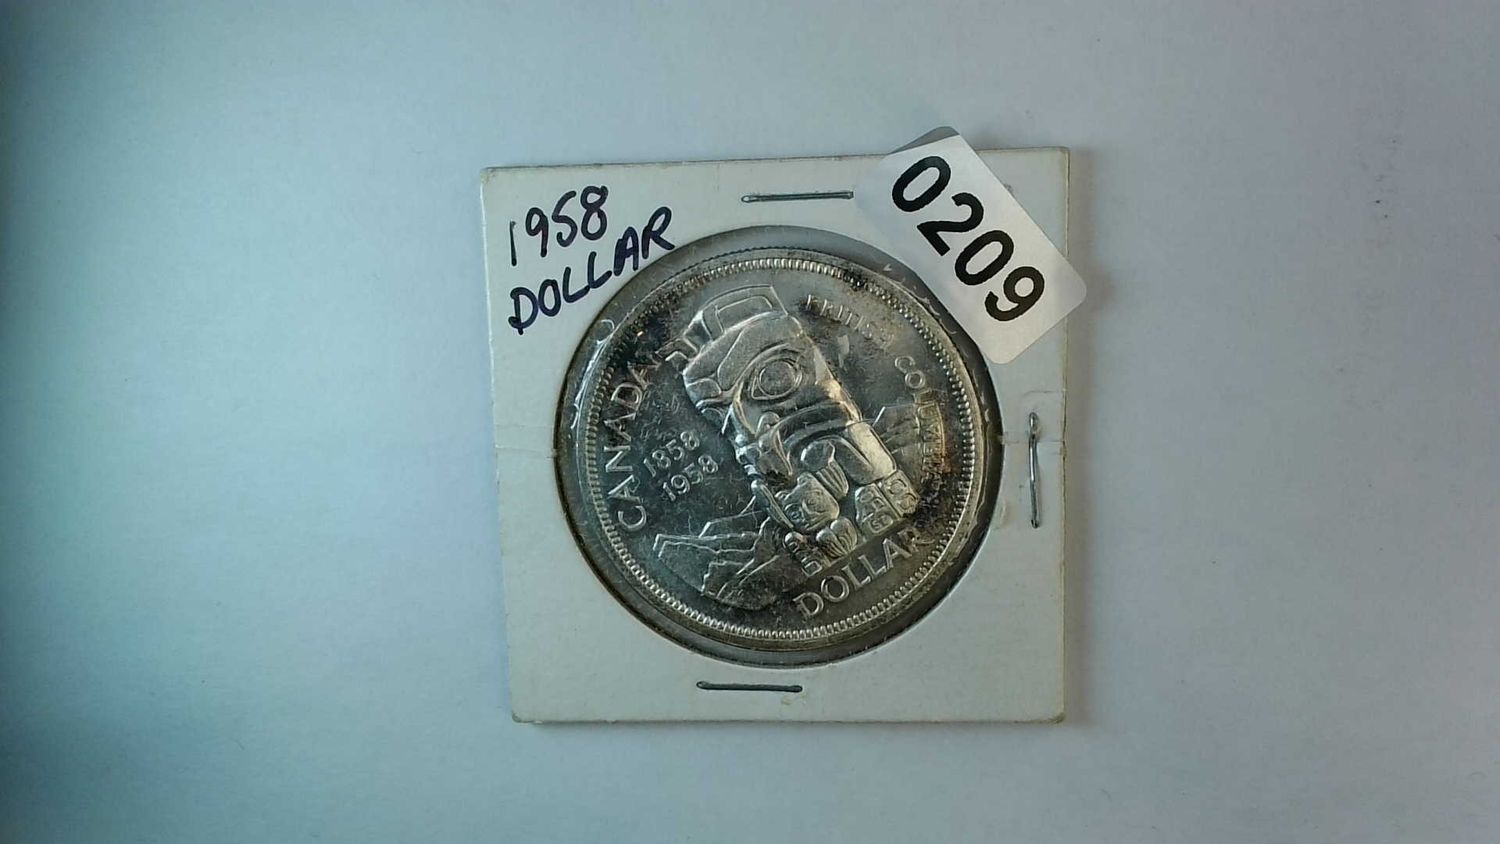 1958
DOLLAR
0209
CANADA
1858
1958
BRITISH COLUMBIA
DOLLAR